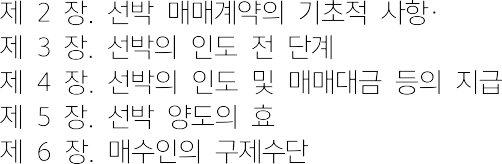 제 2 장. 선박 매매계약의 기초적 사항·
제 3 장. 선박의 인도 전 단계
제 4 장. 선박의 인도 및 매매대금 등의 지급
제 5 장. 선박 양도의 효
제 6 장. 매수인의 구제수단